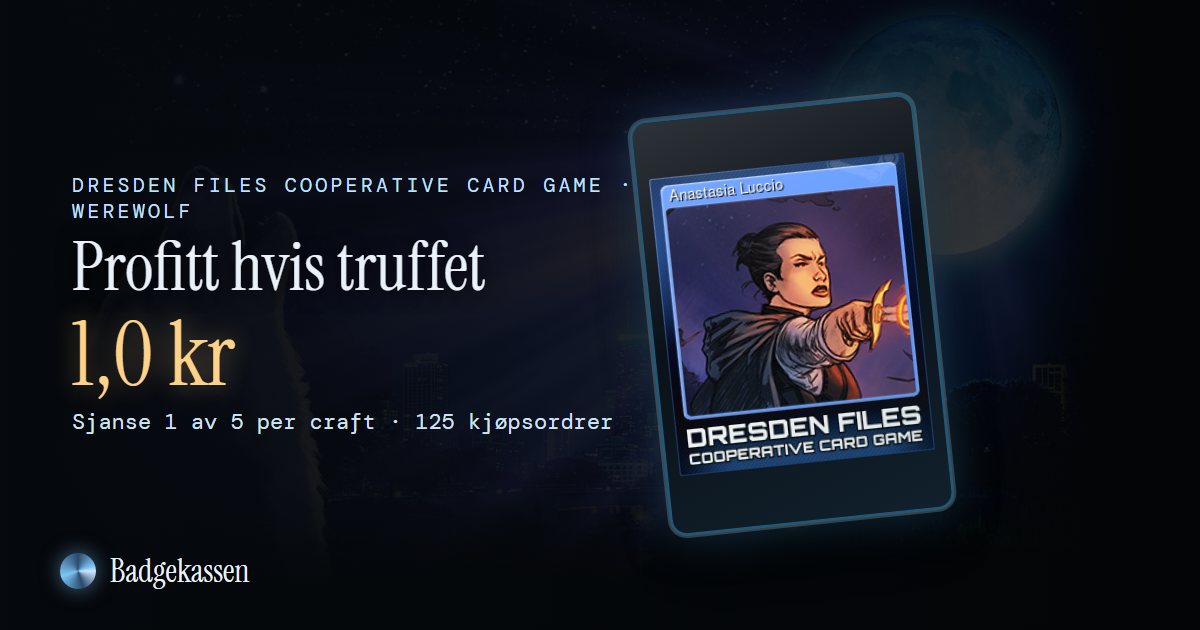 DRESDEN FILES COOPERATIVE CARD GAME ·
WEREWOLF
Profitt hvis truffet
1,0 kr
Sjanse 1 av 5 per craft · 125 kjøpsordrer
Anastasia Luccio
DRESDEN FILES
COOPERATIVE CARD GAME
Badgekassen